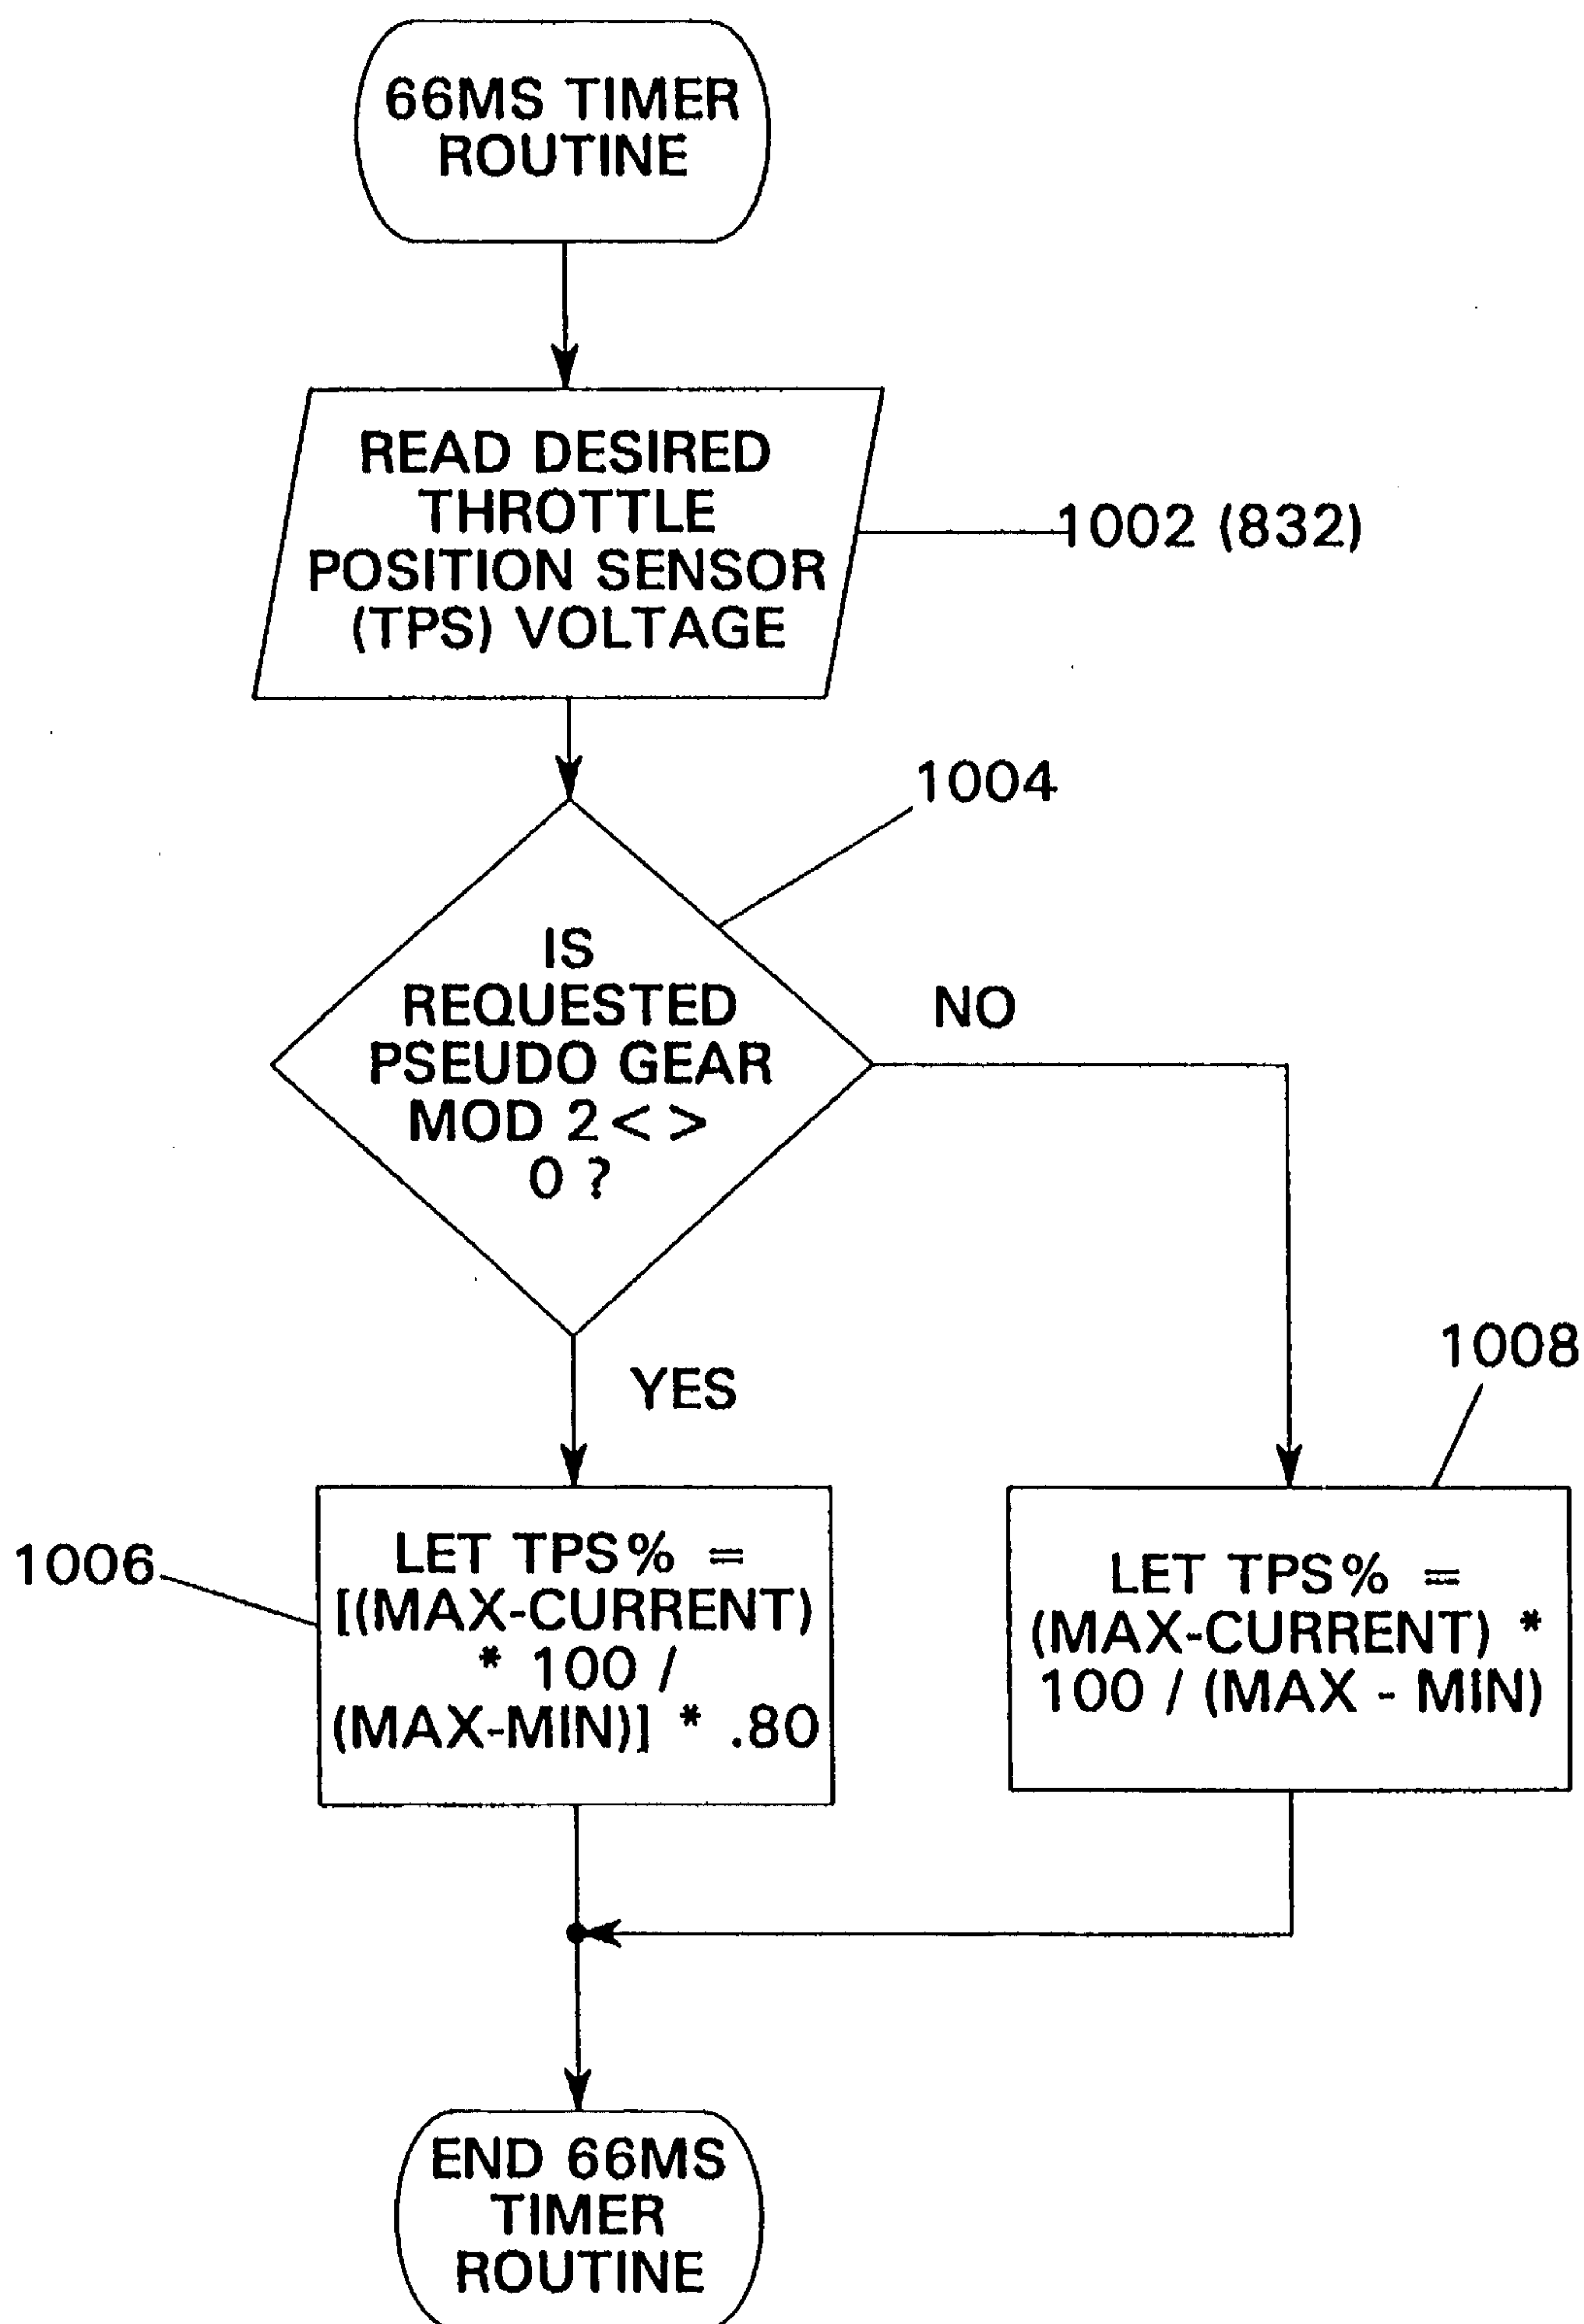 66MS TIMER
ROUTINE
READ DESIRED
THROTTLE
POSITION SENSOR
(TPS) VOLTAGE
1002 (832)
1004
IS
REQUESTED
PSEUDO GEAR
MOD 2 < >
0 ?
NO
YES
1008
1006
LET TPS% =
[(MAX-CURRENT)
* 100 /
(MAX-MIN)] * .80
LET TPS% =
(MAX-CURRENT) *
100 / (MAX - MIN)
END 66MS
TIMER
ROUTINE